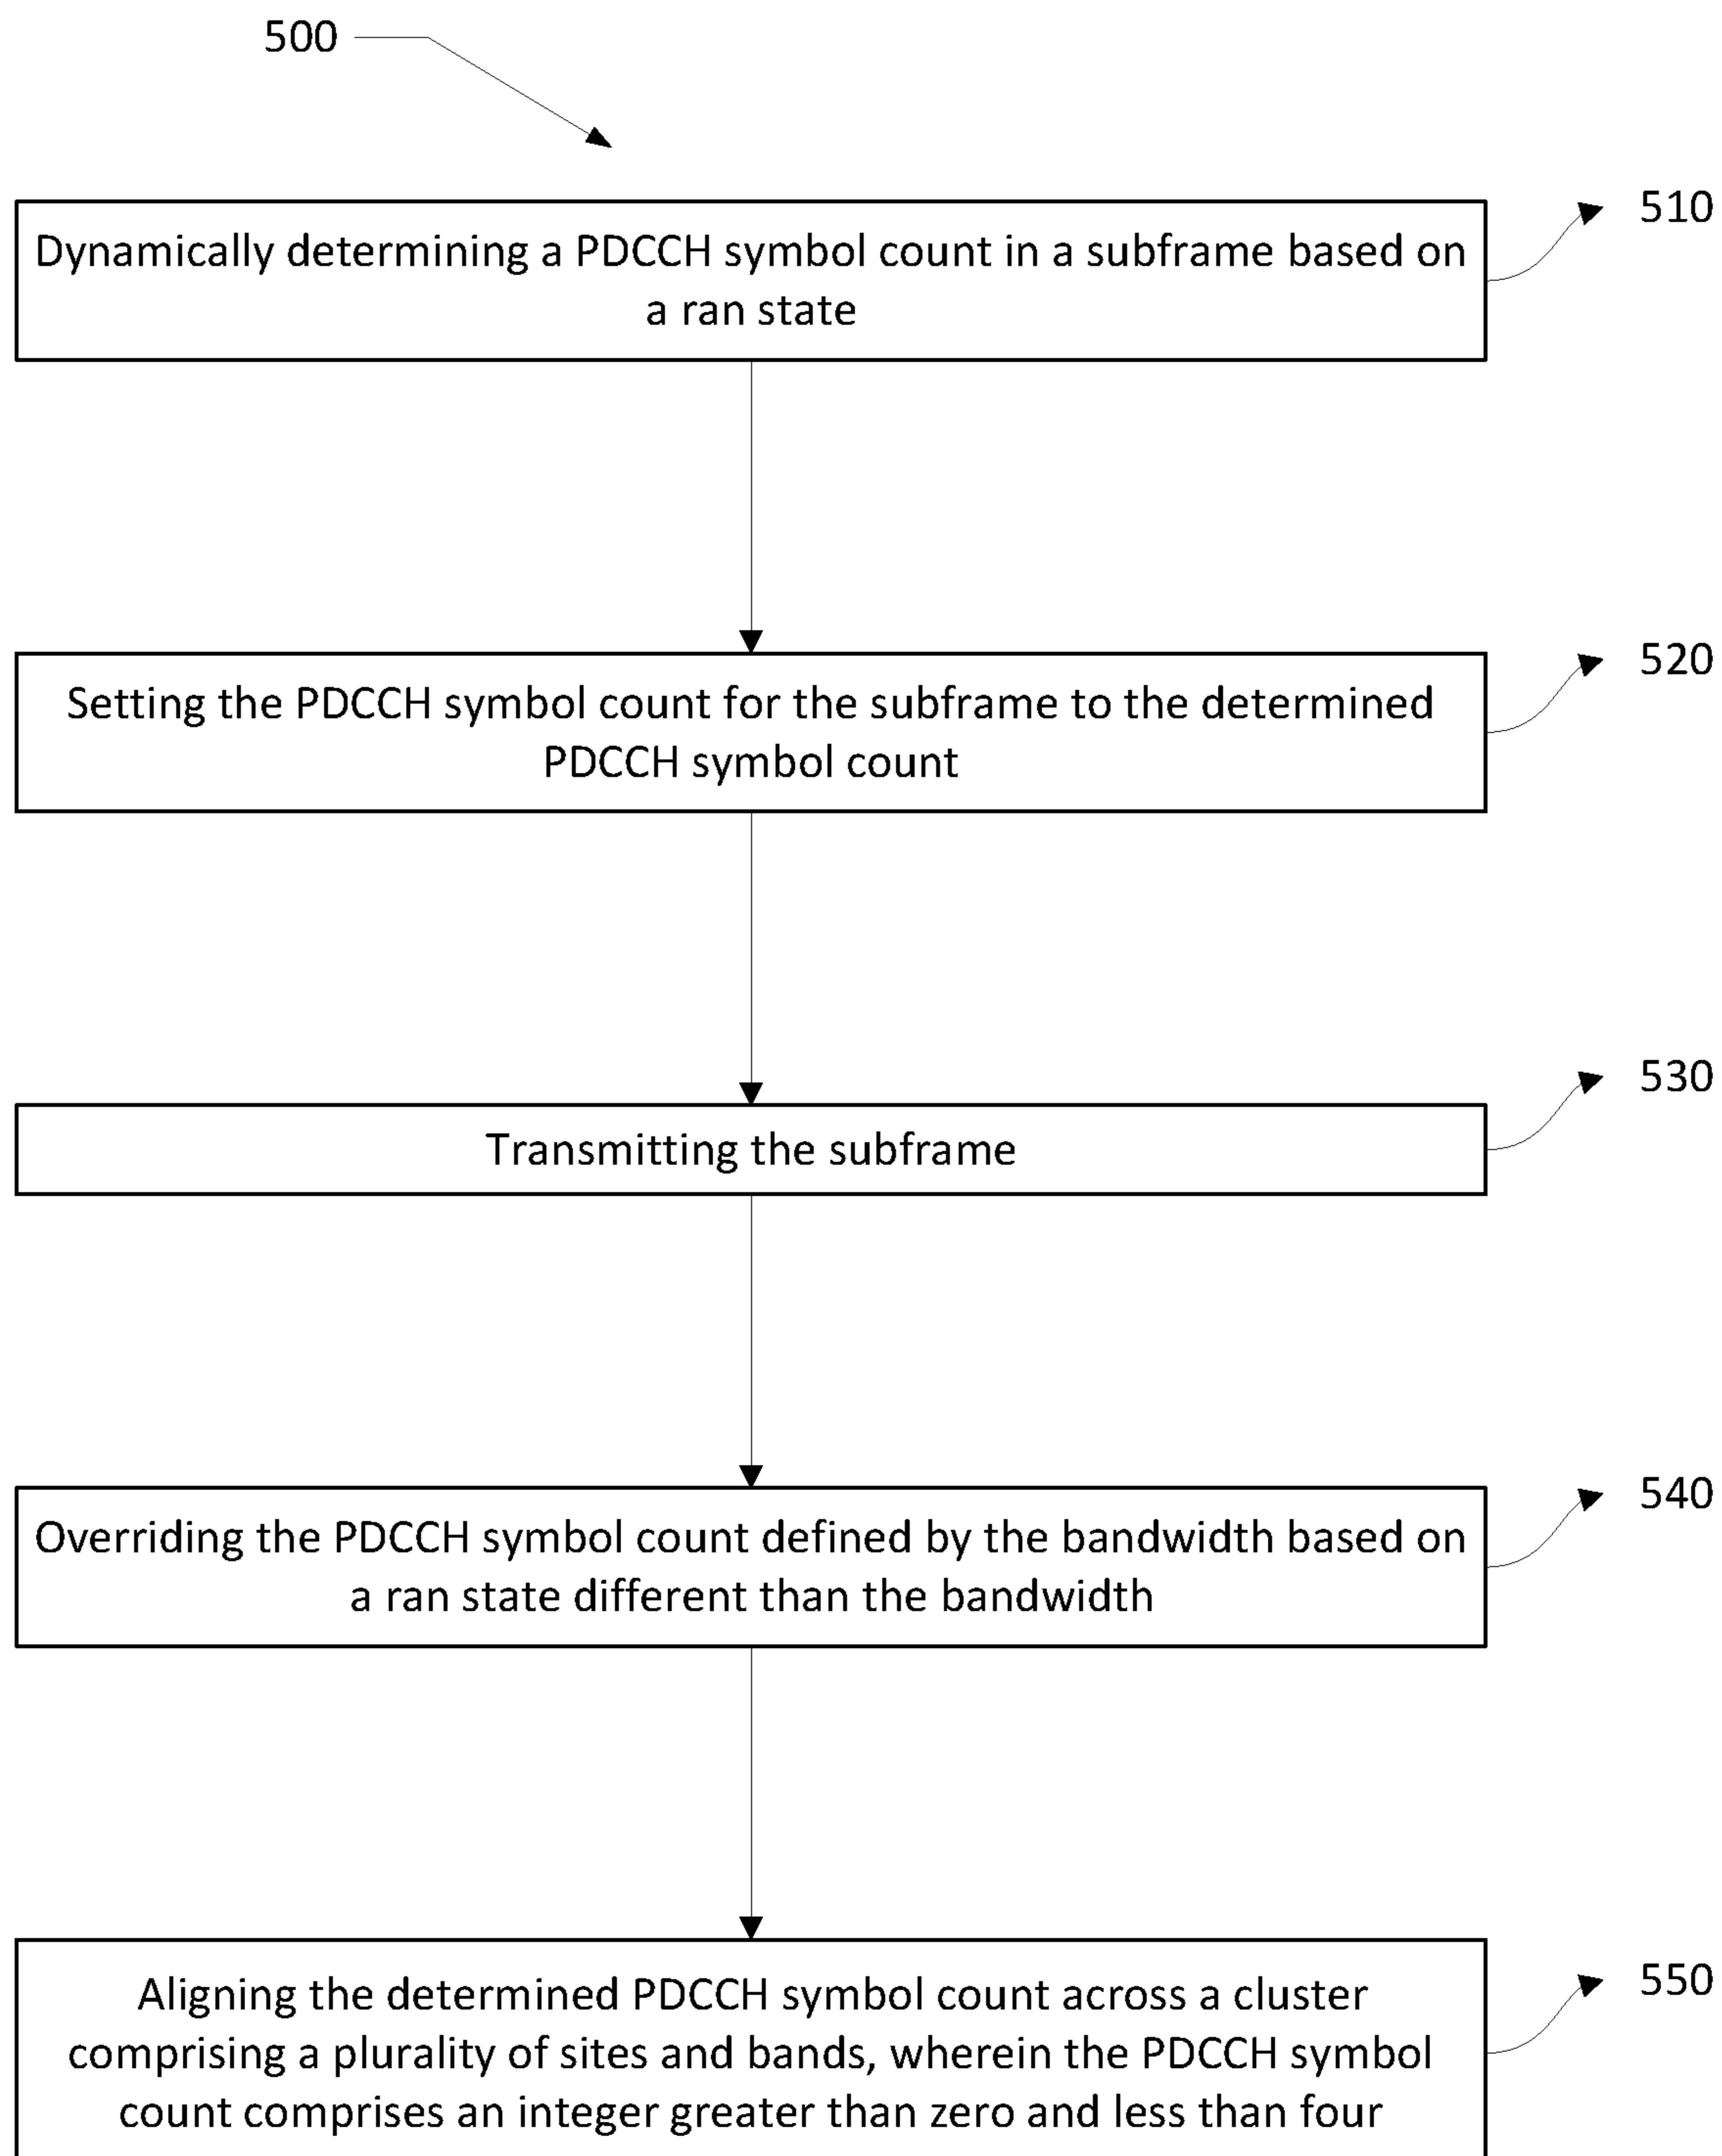 500
510
Dynamically determining a PDCCH symbol count in a subframe based on
a ran state
520
Setting the PDCCH symbol count for the subframe to the determined
PDCCH symbol count
530
Transmitting the subframe
540
Overriding the PDCCH symbol count defined by the bandwidth based on
a ran state different than the bandwidth
550
Aligning the determined PDCCH symbol count across a cluster
comprising a plurality of sites and bands, wherein the PDCCH symbol
count comprises an integer greater than zero and less than four